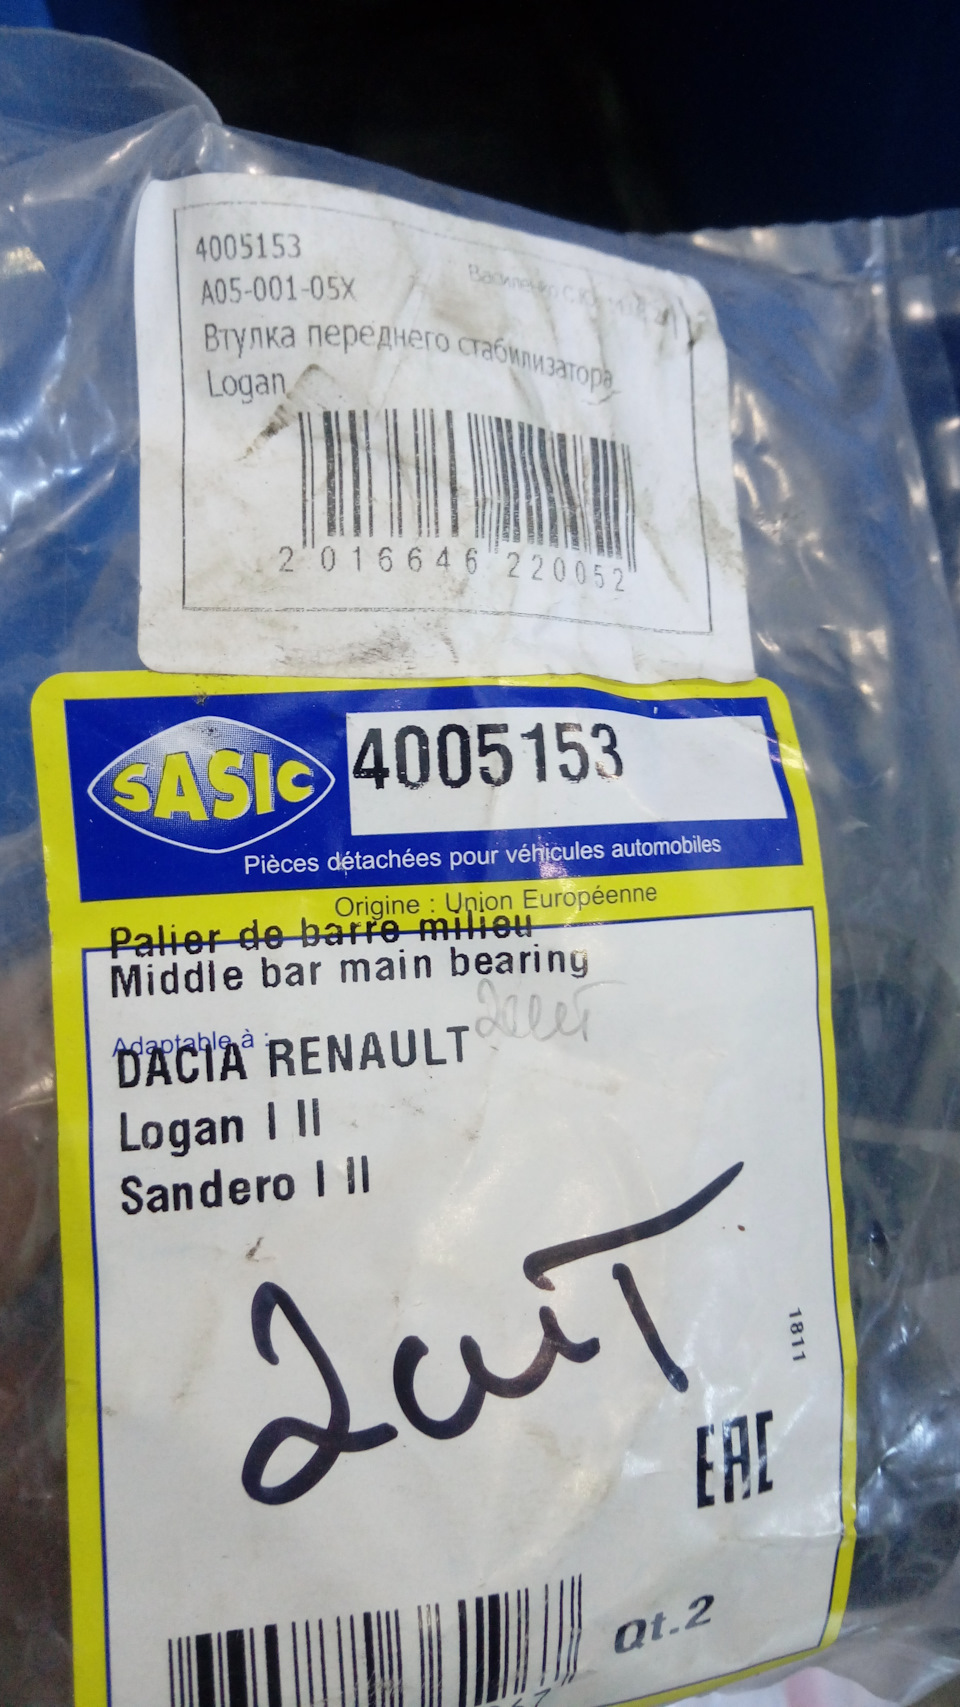 4005153
A05-001-05X
Втулка переднего стабилизатора
Logan
2 016646 220052
SASIC
4005153
Pièces détachées pour véhicules automobiles
Origine : Union Européenne
Palier de barre milieu
Middle bar main bearing
Adaptable à :
DACIA RENAULT
Logan I II
Sandero I II
2шт
2шт
1811
EAC
Qt.2